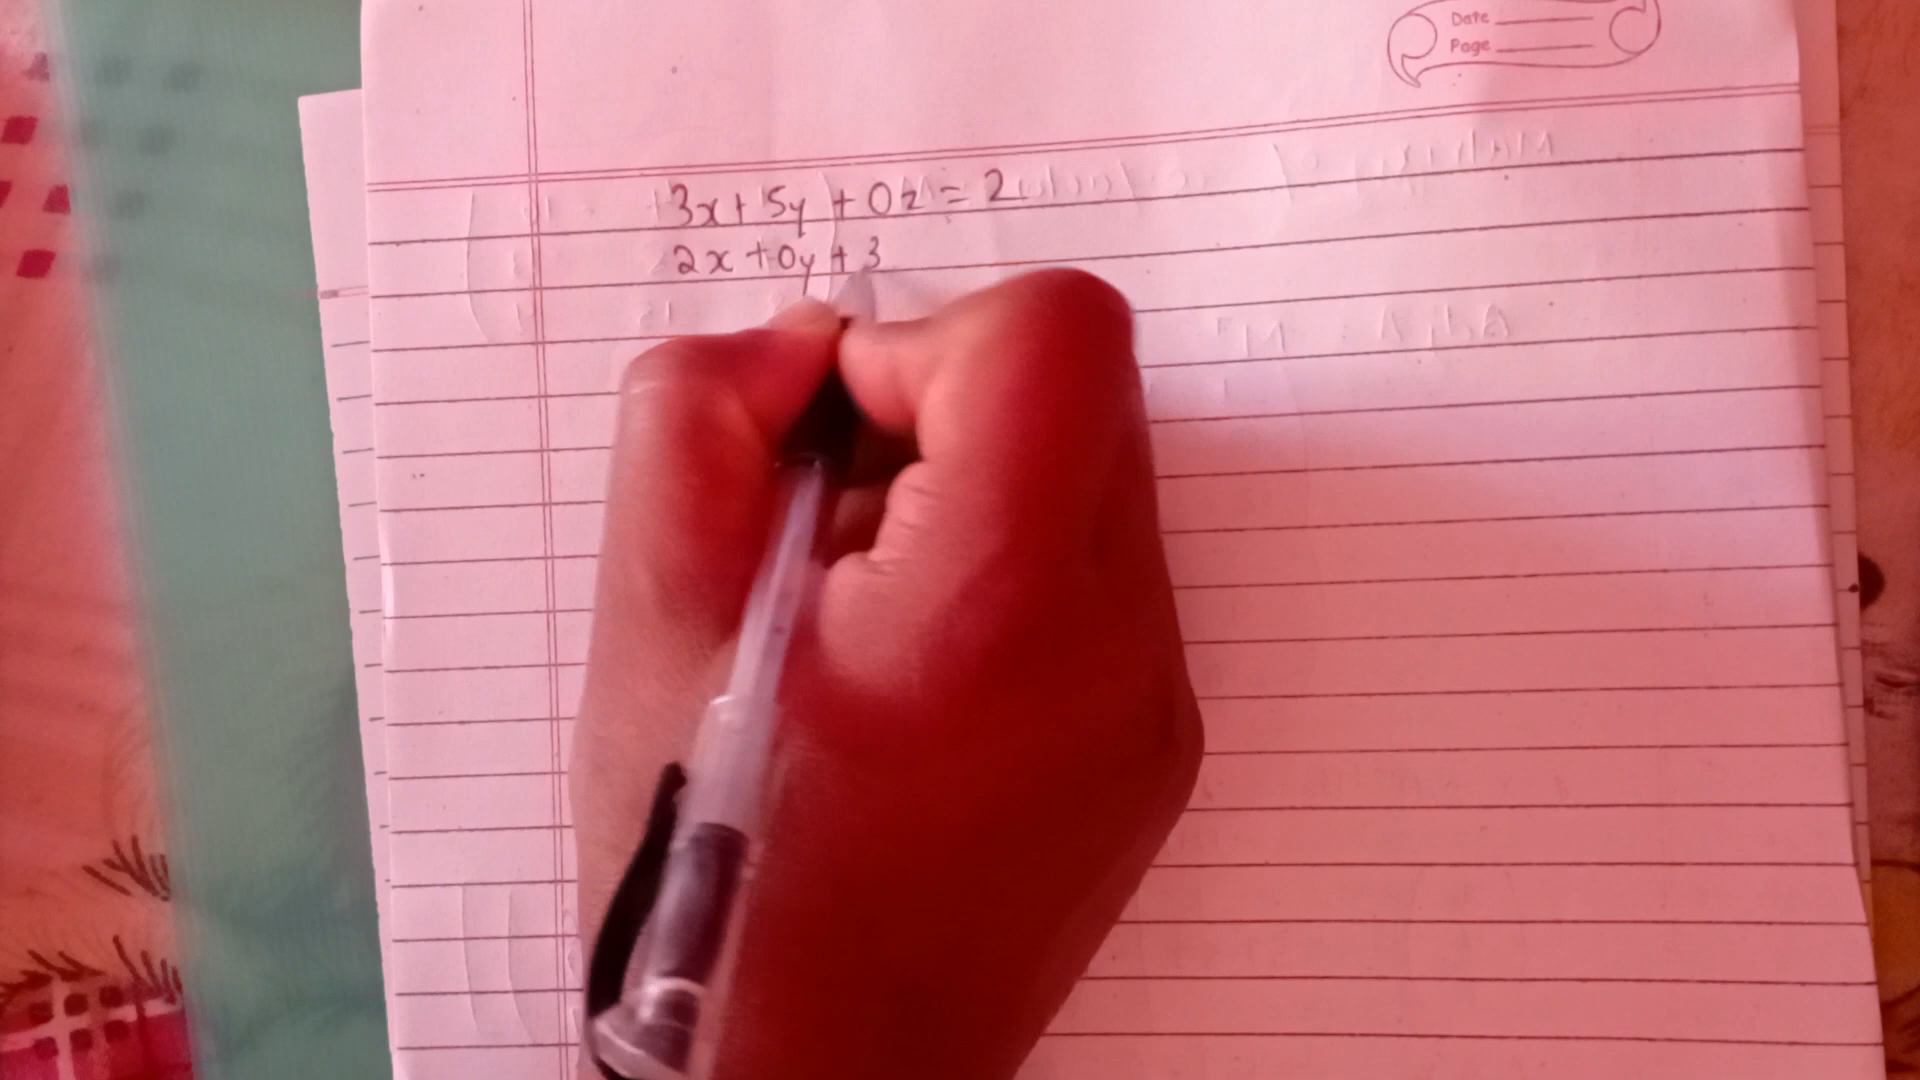 Date
Page
3x + 5y + 0z = 2
2x + 0y + 3